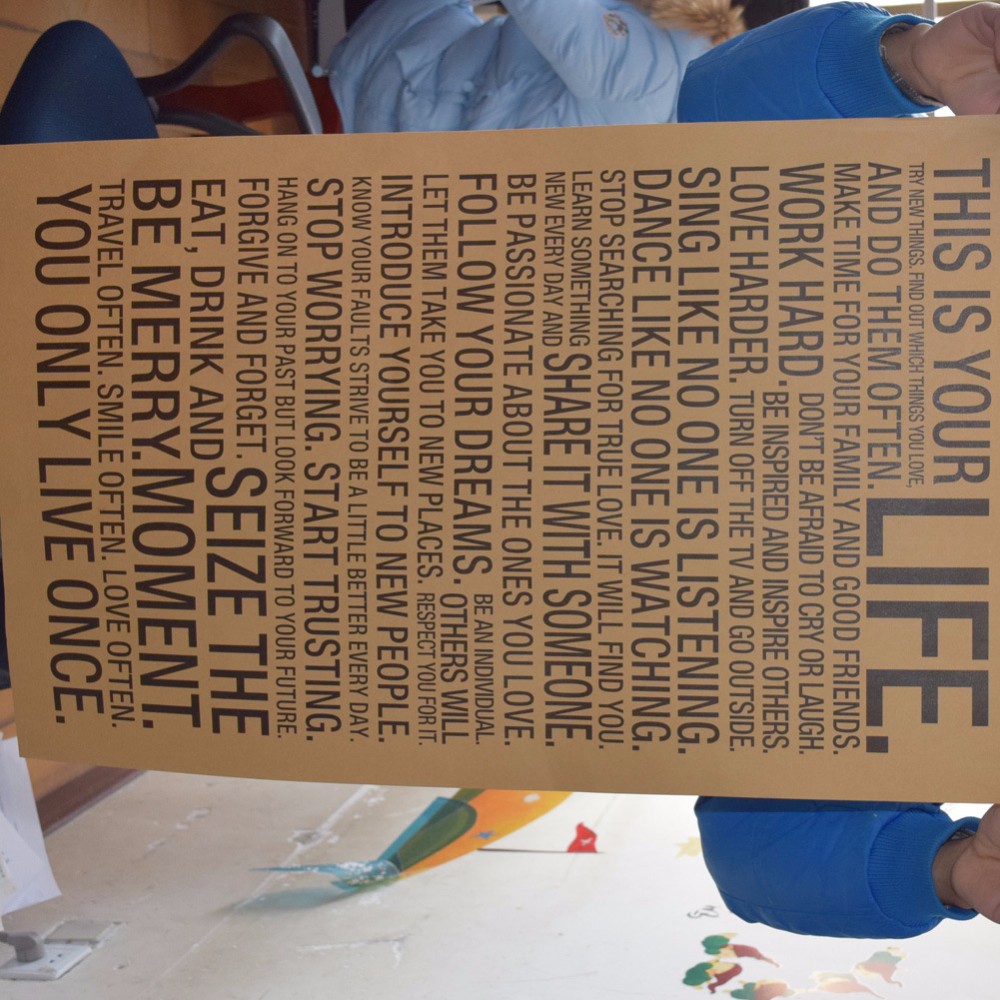 THIS IS YOUR LIFE.
TRY NEW THINGS. FIND OUT WHICH THINGS YOU LOVE,
AND DO THEM OFTEN.
MAKE TIME FOR YOUR FAMILY AND GOOD FRIENDS.
WORK HARD. DON'T BE AFRAID TO CRY OR LAUGH.
BE INSPIRED AND INSPIRE OTHERS.
LOVE HARDER. TURN OFF THE TV AND GO OUTSIDE.
SING LIKE NO ONE IS LISTENING.
DANCE LIKE NO ONE IS WATCHING.
STOP SEARCHING FOR TRUE LOVE. IT WILL FIND YOU.
LEARN SOMETHING
NEW EVERY DAY AND SHARE IT WITH SOMEONE.
BE PASSIONATE ABOUT THE ONES YOU LOVE.
FOLLOW YOUR DREAMS. BE AN INDIVIDUAL.
OTHERS WILL
LET THEM TAKE YOU TO NEW PLACES. RESPECT YOU FOR IT.
INTRODUCE YOURSELF TO NEW PEOPLE.
KNOW YOUR FAULTS STRIVE TO BE A LITTLE BETTER EVERY DAY.
STOP WORRYING. START TRUSTING.
HANG ON TO YOUR PAST BUT LOOK FORWARD TO YOUR FUTURE.
FORGIVE AND FORGET. SEIZE THE
EAT, DRINK AND
BE MERRY. MOMENT.
TRAVEL OFTEN. SMILE OFTEN. LOVE OFTEN.
YOU ONLY LIVE ONCE.